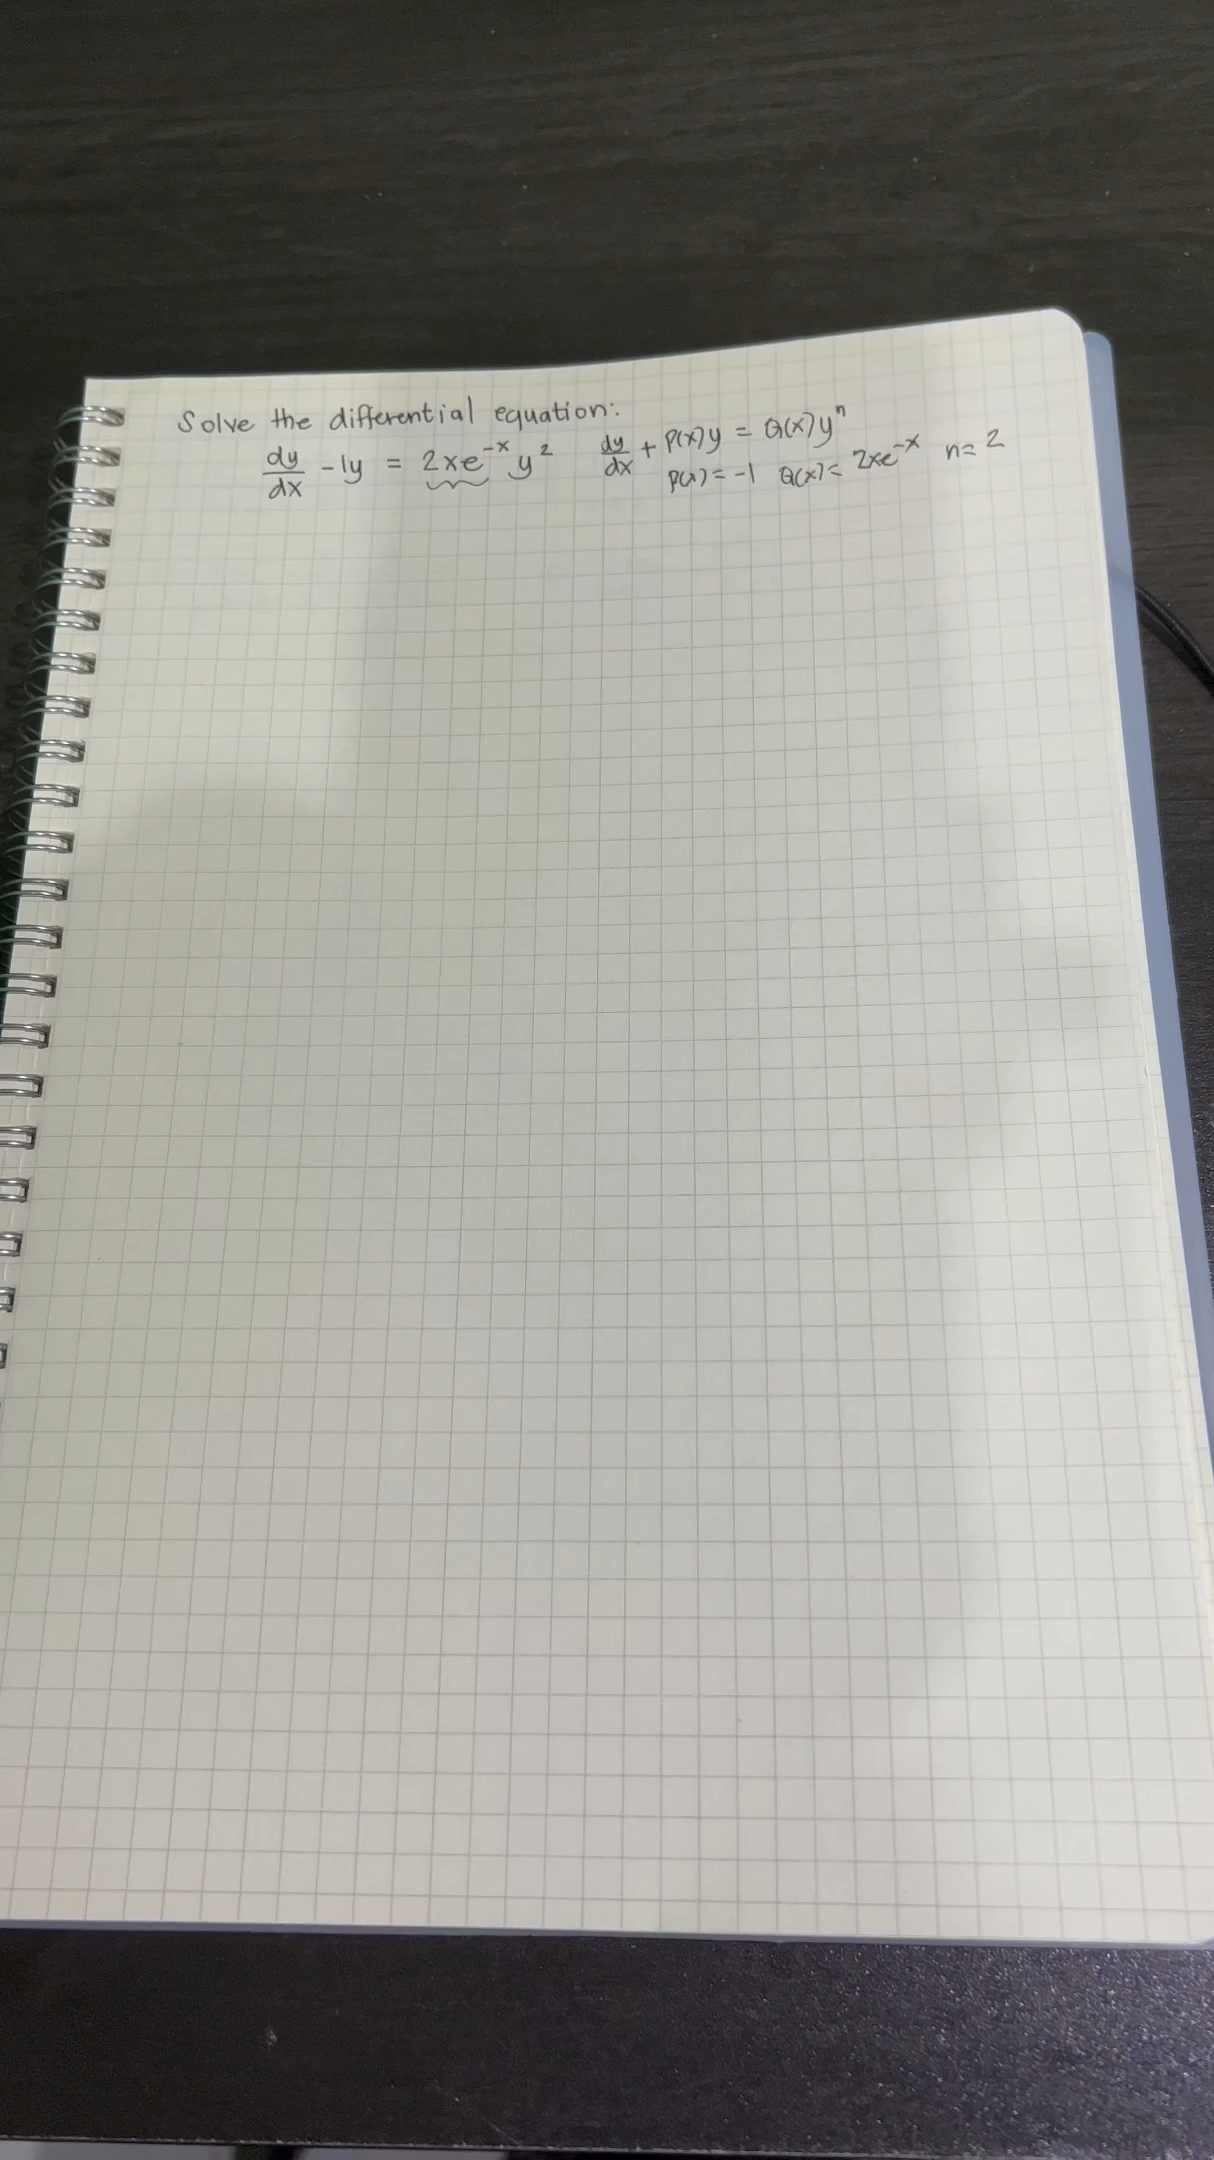 Solve the differential equation:
dy/dx - 1y = 2xe^-x y^2
dy/dx + P(x)y = Q(x)y^n
P(x) = -1 Q(x) = 2xe^-x n = 2